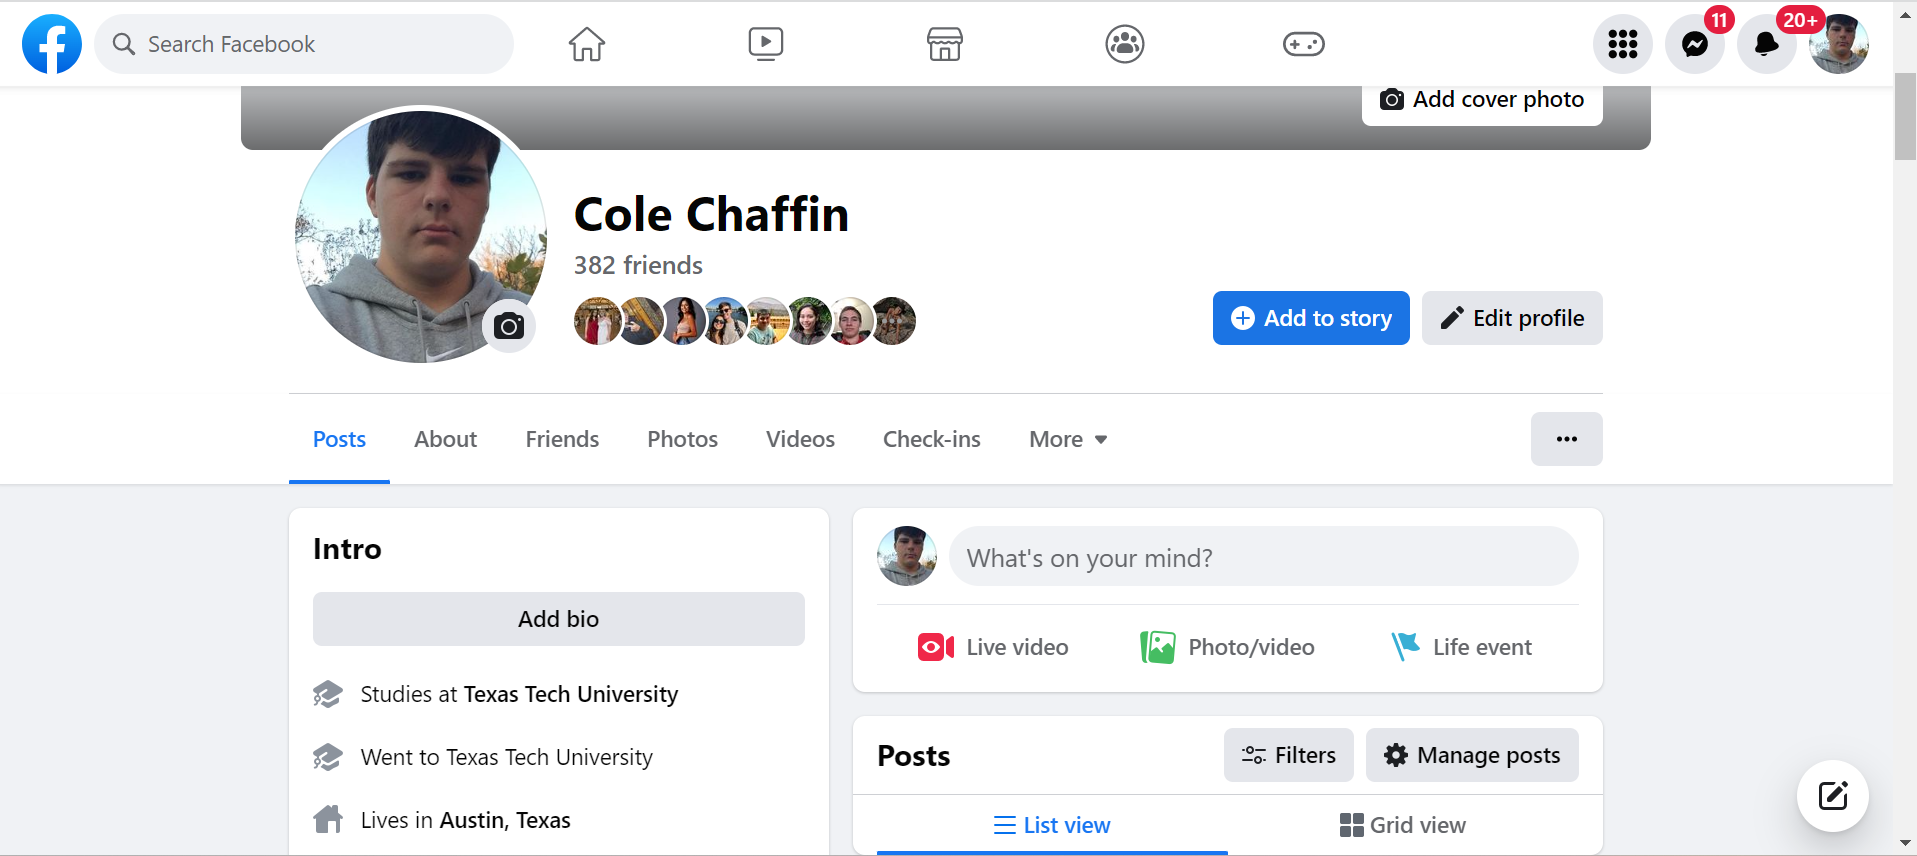 Search Facebook
11
20+
Add cover photo
Cole Chaffin
382 friends
Add to story
Edit profile
Posts
About
Friends
Photos
Videos
Check-ins
More
Intro
Add bio
Studies at Texas Tech University
Went to Texas Tech University
Lives in Austin, Texas
What's on your mind?
Live video
Photo/video
Life event
Posts
Filters
Manage posts
List view
Grid view